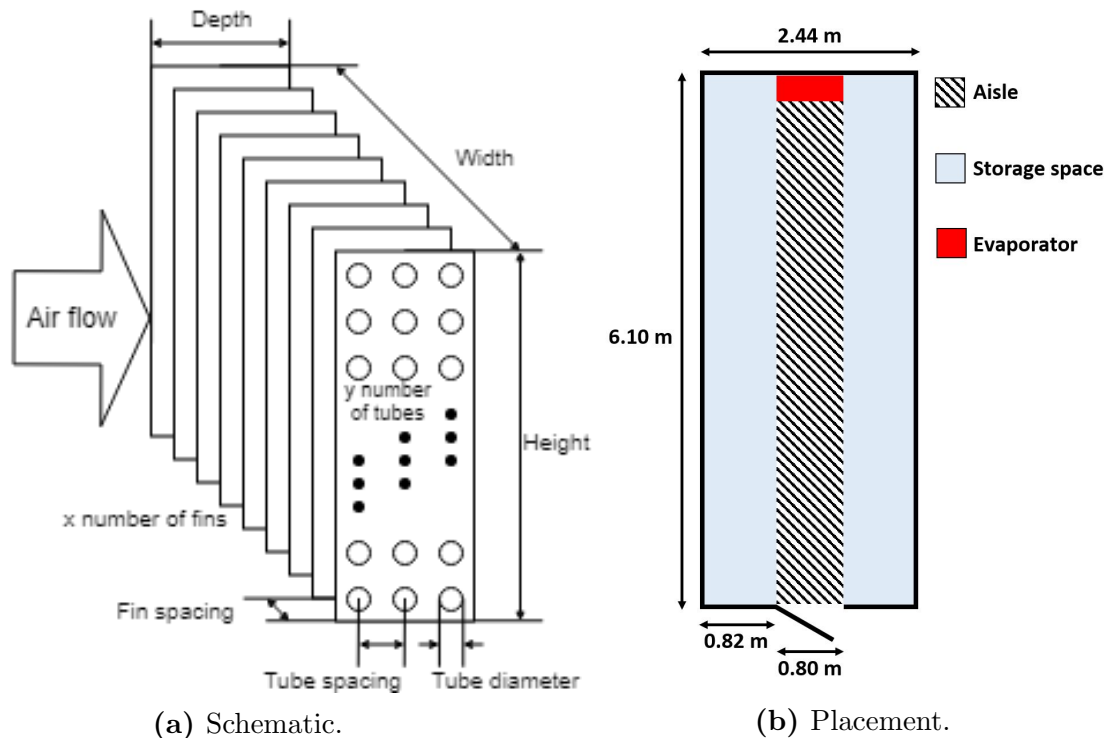 Depth
Width
Air flow
y number
of tubes
Height
x number of fins
Fin spacing
Tube spacing
Tube diameter
(a) Schematic.
2.44 m
Aisle
Storage space
Evaporator
6.10 m
0.82 m
0.80 m
(b) Placement.